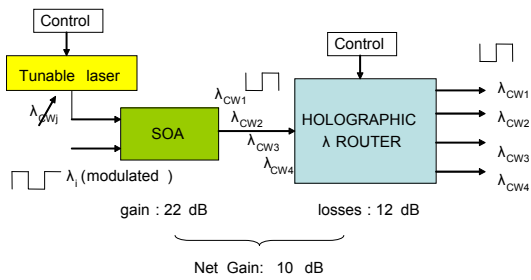 Control
Tunable laser
λCWj
λi (modulated )
SOA
λCW1
λCW2
λCW3
λCW4
Control
HOLOGRAPHIC
λ ROUTER
λCW1
λCW2
λCW3
λCW4
gain : 22 dB
losses : 12 dB
Net Gain: 10 dB